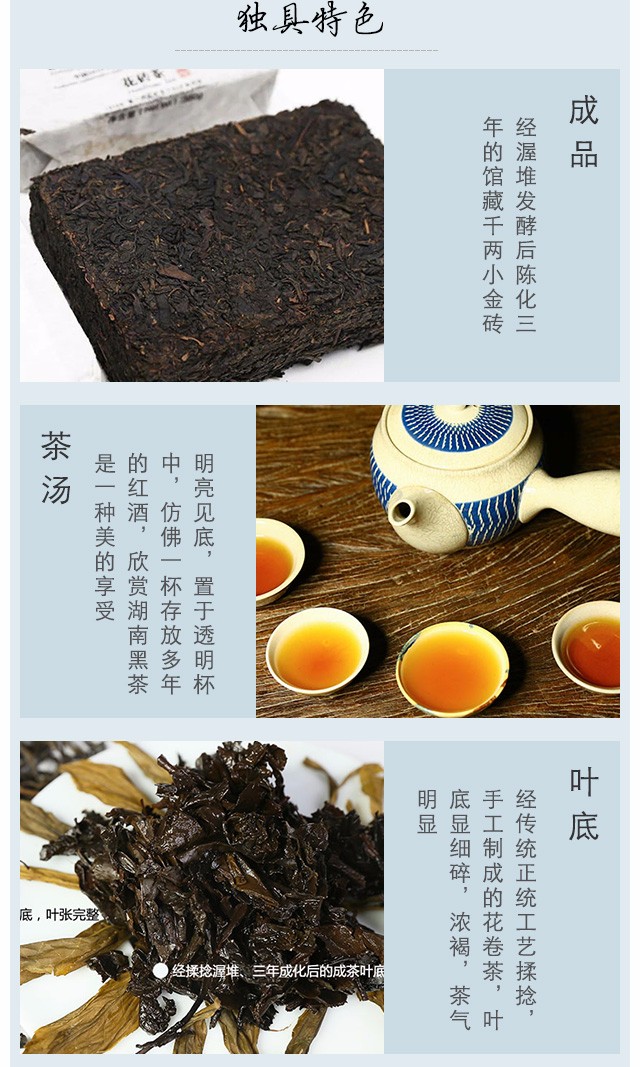 独具特色
成品
经渥堆发酵后陈化三
年的馆藏千两小金砖
茶汤
明亮见底，置于透明杯
中，仿佛一杯存放多年
的红酒，欣赏湖南黑茶
是一种美的享受
叶底
经传统正统工艺揉捻，
手工制成的花卷茶，叶
底显细碎，浓褐，茶气
明显
底，叶张完整
经揉捻渥堆、三年成化后的成茶叶底